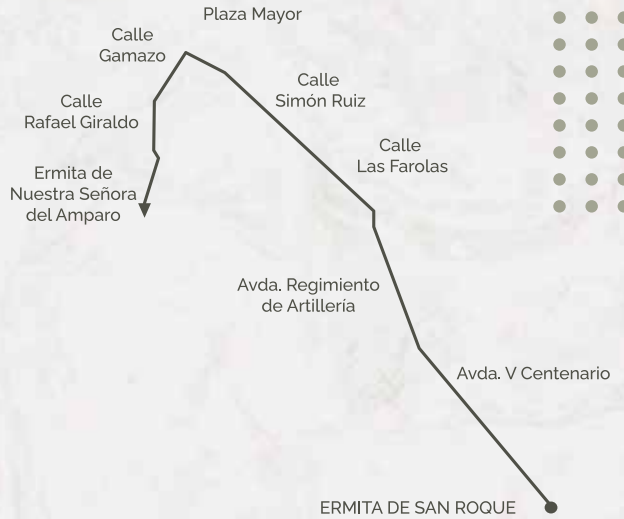 Plaza Mayor
Calle
Gamazo
Calle
Simón Ruiz
Calle
Rafael Giraldo
Calle
Las Farolas
Ermita de
Nuestra Señora
del Amparo
Avda. Regimiento
de Artillería
Avda. V Centenario
ERMITA DE SAN ROQUE